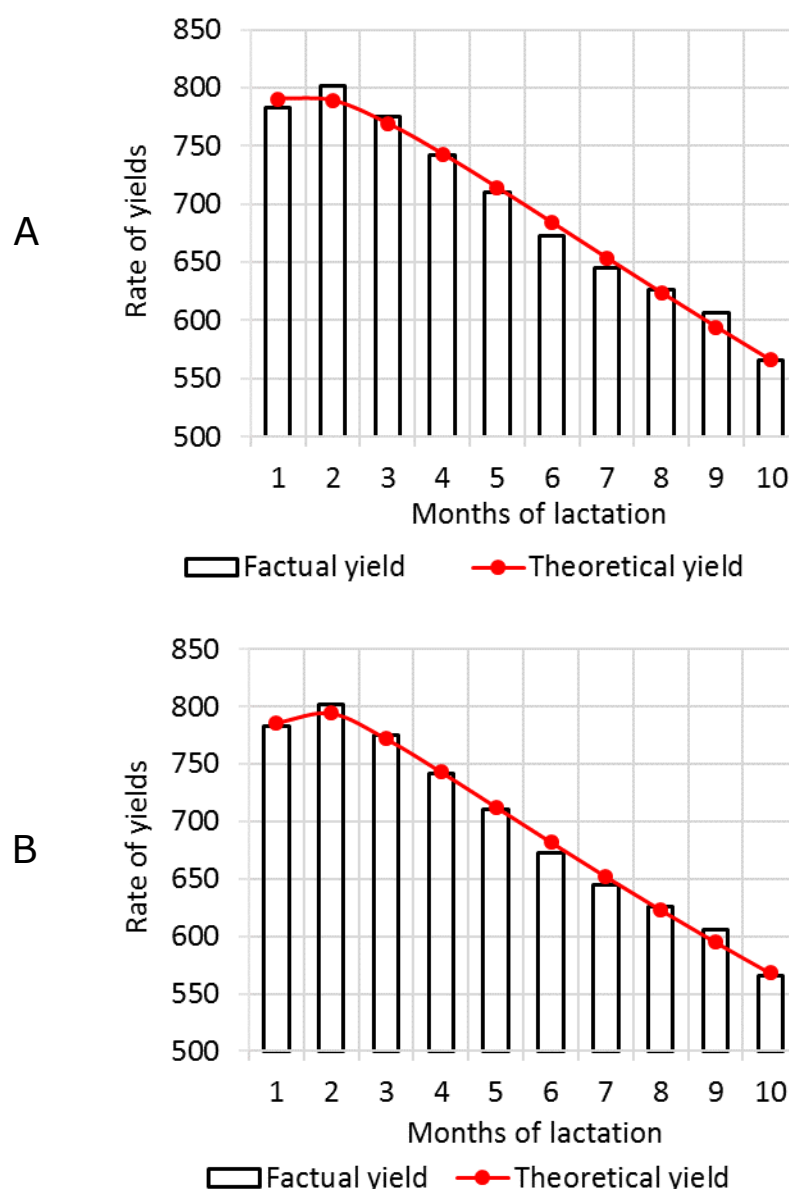 A
Rate of yields
850
800
750
700
650
600
550
500
1 2 3 4 5 6 7 8 9 10
Months of lactation
Factual yield Theoretical yield
B
Rate of yields
850
800
750
700
650
600
550
500
1 2 3 4 5 6 7 8 9 10
Months of lactation
Factual yield Theoretical yield